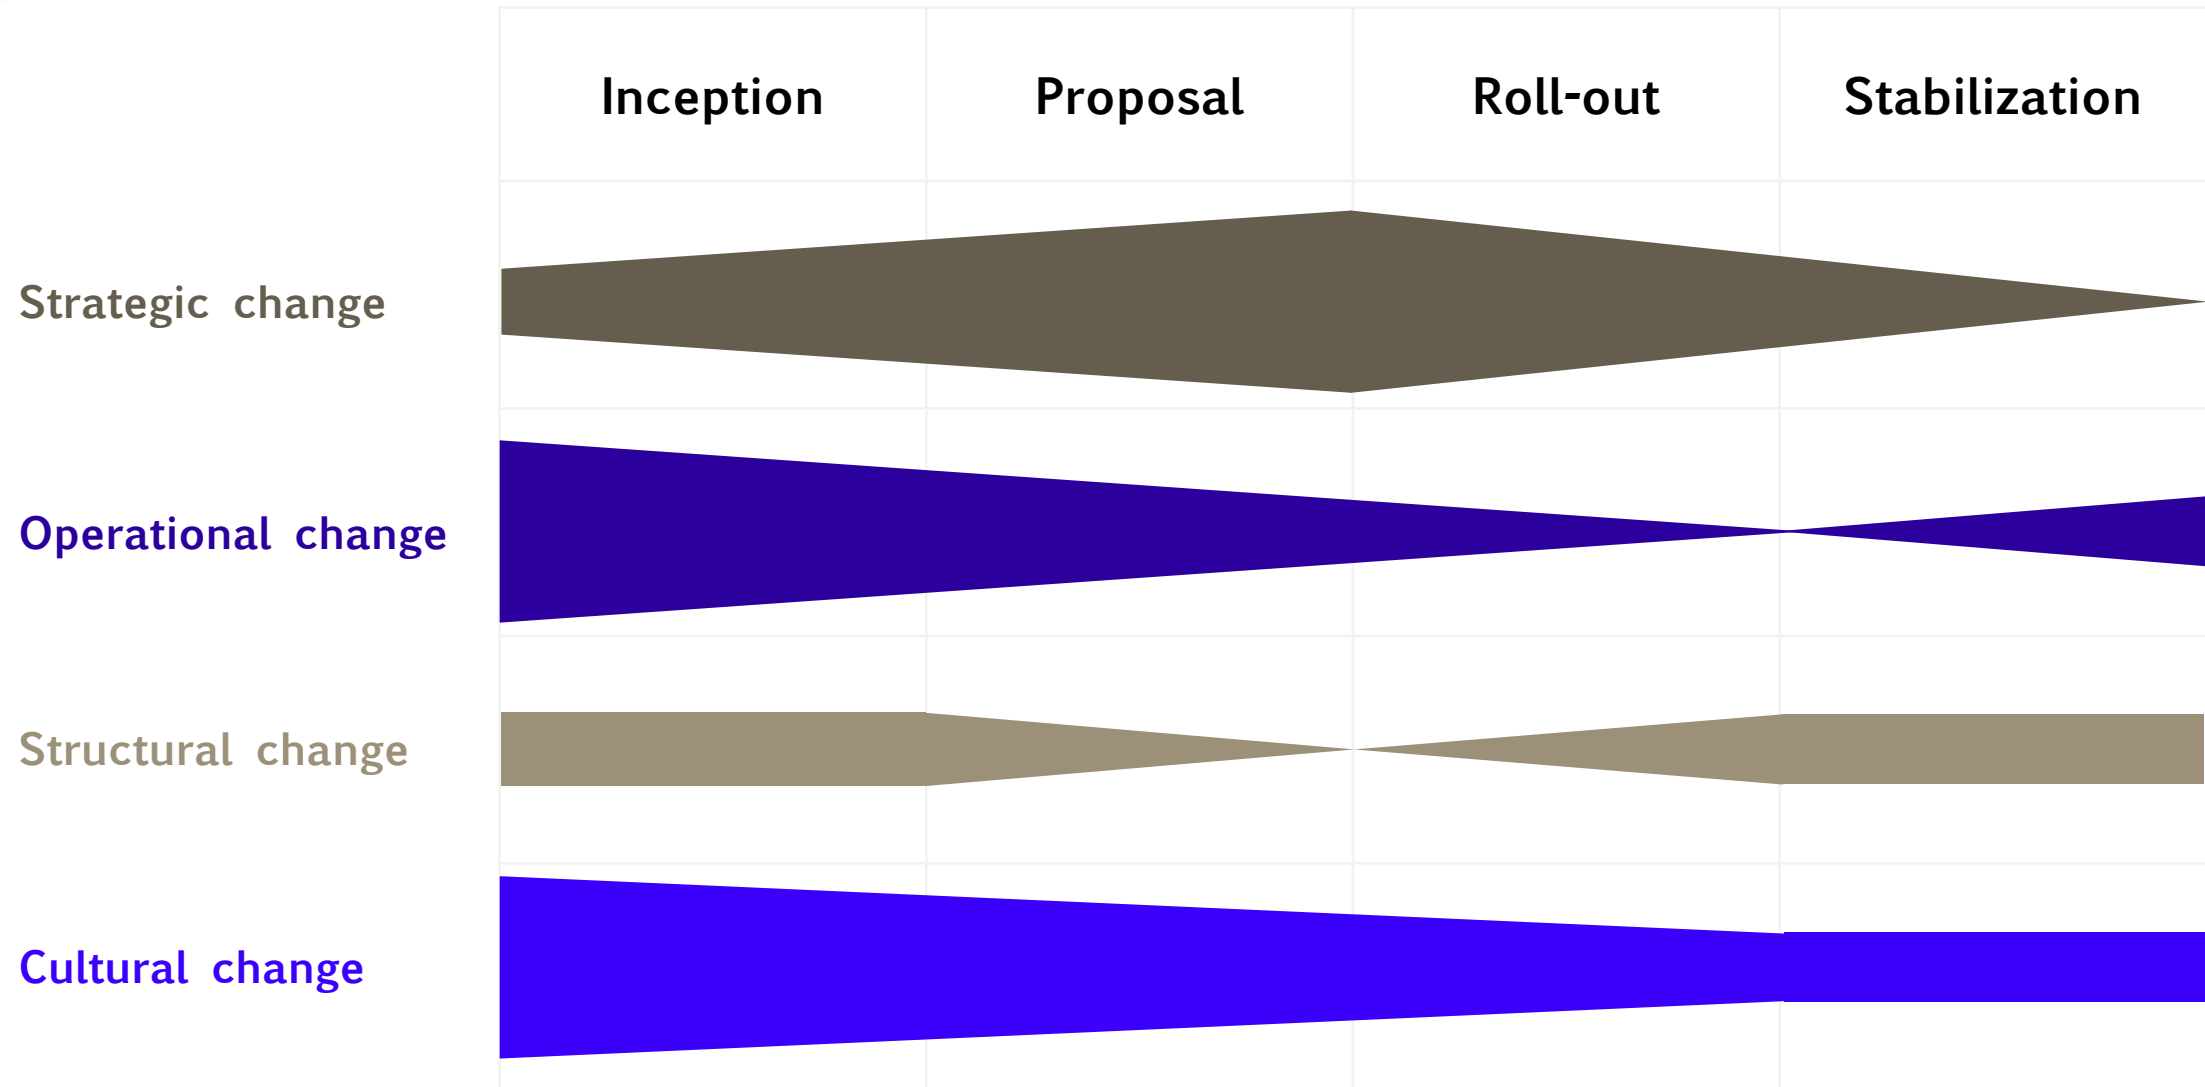 Inception Proposal Roll-out Stabilization
Strategic change
Operational change
Structural change
Cultural change